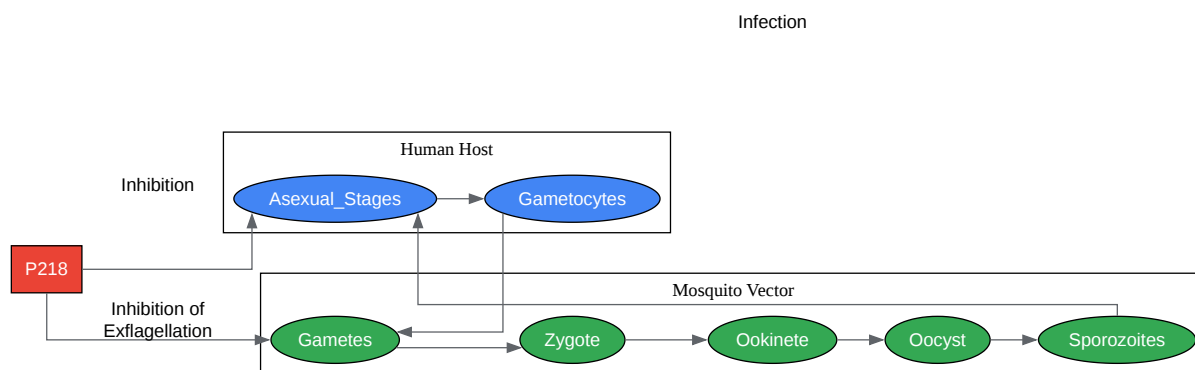 Infection
Human Host
Inhibition
Asexual_Stages
Gametocytes
P218
Mosquito Vector
Inhibition of
Exflagellation
Gametes
Zygote
Ookinete
Oocyst
Sporozoites